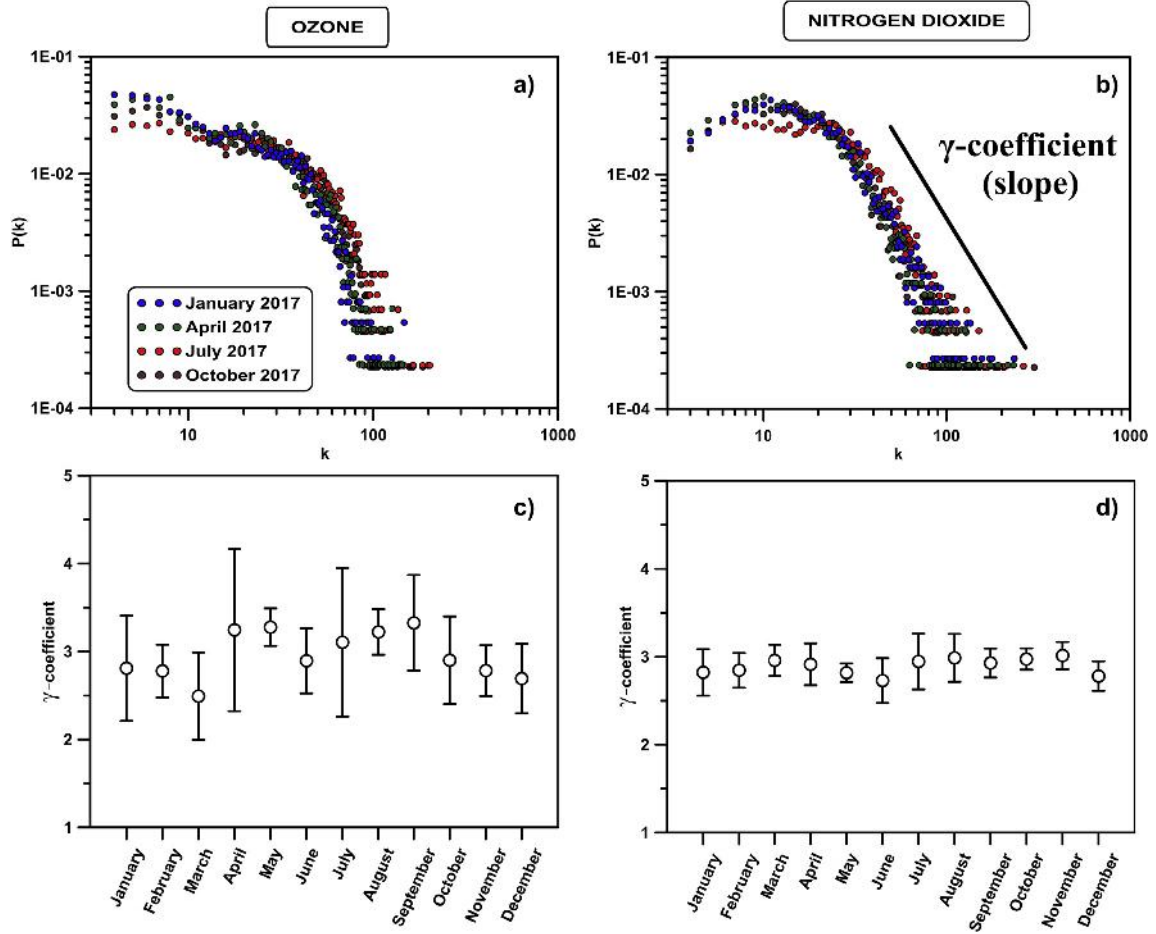 OZONE
NITROGEN DIOXIDE
1E-01
1E-02
1E-03
1E-04
P(k)
a)
January 2017
April 2017
July 2017
October 2017
10
100
1000
k
1E-01
1E-02
1E-03
1E-04
P(k)
b)
γ-coefficient
(slope)
10
100
1000
k
5
4
3
2
1
γ-coefficient
c)
January
February
March
April
May
June
July
August
September
October
November
December
5
4
3
2
1
γ-coefficient
d)
January
February
March
April
May
June
July
August
September
October
November
December